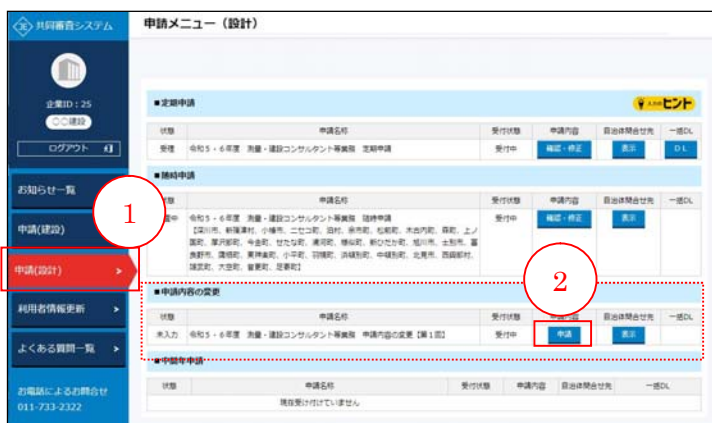 共同審査システム
企業ID：25
〇〇建設
ログアウト
お知らせ一覧
申請(建設)
申請(設計)
利用者情報更新
よくある質問一覧
お電話によるお問合せ
011-733-2322
1
申請メニュー（設計）
■定期申請
入力の ヒント
状態 申請名称 受付状態 申請内容 自治体問合せ先 一括DL
受理 令和5・6年度 測量・建設コンサルタント等業務 定期申請 受付中 確認・修正 表示 DL
■随時申請
申請名称 受付状態 申請内容 自治体問合せ先 一括DL
令和5・6年度 測量・建設コンサルタント等業務 随時申請 受付中 確認・修正 表示
■申請内容の変更
2
状態 申請名称 受付状態 自治体問合せ先 一括DL
未入力 令和5・6年度 測量・建設コンサルタント等業務 申請内容の変更【第1回】 受付中 申請 表示
■中間年申請
状態 申請名称 受付状態 申請内容 自治体問合せ先 一括DL
現在受け付けていません